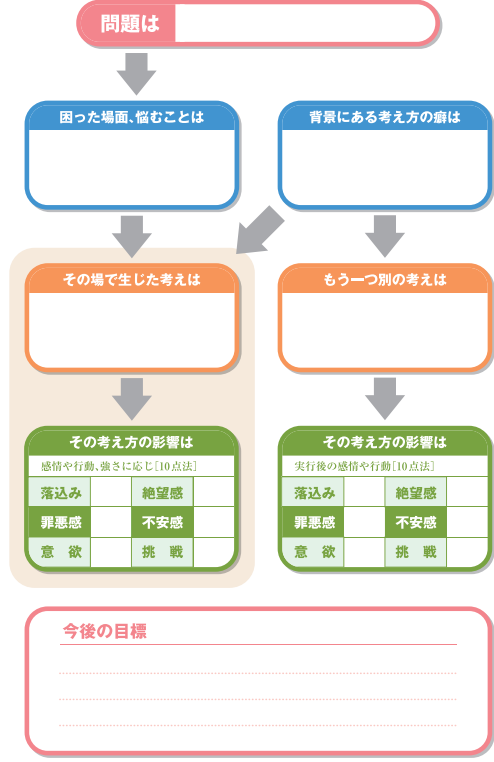 問題は
困った場面、悩むことは
背景にある考え方の癖は
その場で生じた考えは
もう一つ別の考えは
その考え方の影響は
感情や行動、強さに応じ[10点法]
落込み 絶望感
罪悪感 不安感
意 欲 挑 戦
その考え方の影響は
実行後の感情や行動[10点法]
落込み 絶望感
罪悪感 不安感
意 欲 挑 戦
今後の目標